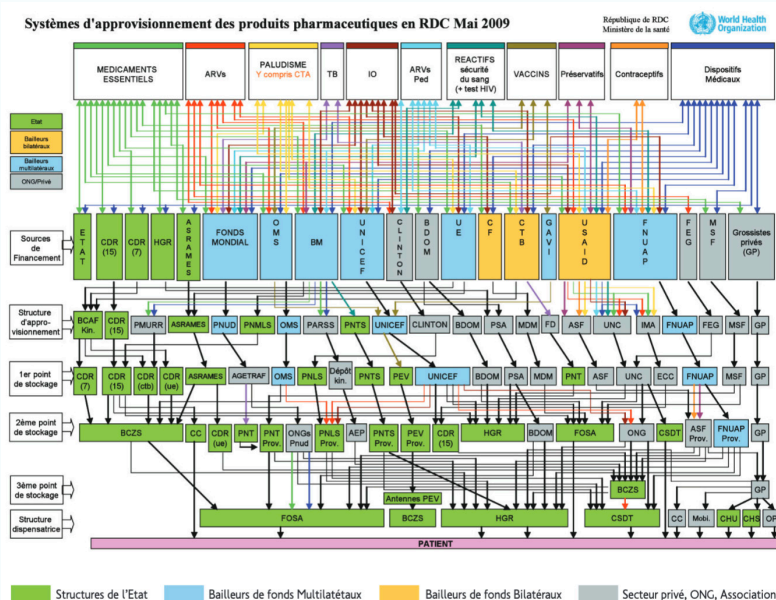 Systèmes d'approvisionnement des produits pharmaceutiques en RDC Mai 2009
République de RDC
Ministère de la santé
World Health
Organization
MEDICAMENTS
ESSENTIELS
ARVs
PALUDISME
Y compris CTA
TB
IO
ARVs
Ped
REACTIFS
sécurité
du sang
(+ test HIV)
VACCINS
Préservatifs
Contraceptifs
Dispositifs
Médicaux
Etat
Bailleurs
bilatéraux
Bailleurs
multilatéraux
ONG/Privé
Sources
de
Financement
ETAT
CDR
(15)
CDR
(7)
HGR
ASRAMES
FONDS
MONDIAL
OMS
BM
UNICEF
CLINTON
BDOM
UE
CF
CTB
GAVI
USAID
FNUAP
FEG
MSF
Grossistes
privés
(GP)
Structure
d'appro-
visionnement
BCAF
Kin.
CDR
(15)
PMURR
ASRAMES
PNUD
PNMLS
OMS
PARSS
PNTS
UNICEF
CLINTON
BDOM
PSA
MDM
FD
ASF
UNC
IMA
FNUAP
FEG
MSF
GP
1er point
de stockage
CDR
(7)
CDR
(15)
CDR
(ctb)
CDR
(ue)
ASRAMES
AGETRAF
OMS
PNLS
Dépôt
kin.
PNTS
PEV
UNICEF
BDOM
PSA
MDM
PNT
ASF
UNC
ECC
FNUAP
MSF
GP
2ème point
de stockage
BCZS
CC
CDR
(ue)
PNT
PNT
Prov.
ONGs
Pnud
PNLS
Prov.
AEP
PNTS
Prov.
PEV
Prov.
CDR
(15)
HGR
BDOM
FOSA
ONG
CSDT
ASF
Prov.
FNUAP
Prov.
GP
3ème point
de stockage
Antennes PEV
BCZS
GP
Structure
dispensatrice
FOSA
BCZS
HGR
CSDT
CC
Mobi.
CHU
CHS
PATIENT
Structures de l'Etat
Bailleurs de fonds Multilatétaux
Bailleurs de fonds Bilatéraux
Secteur privé, ONG, Association